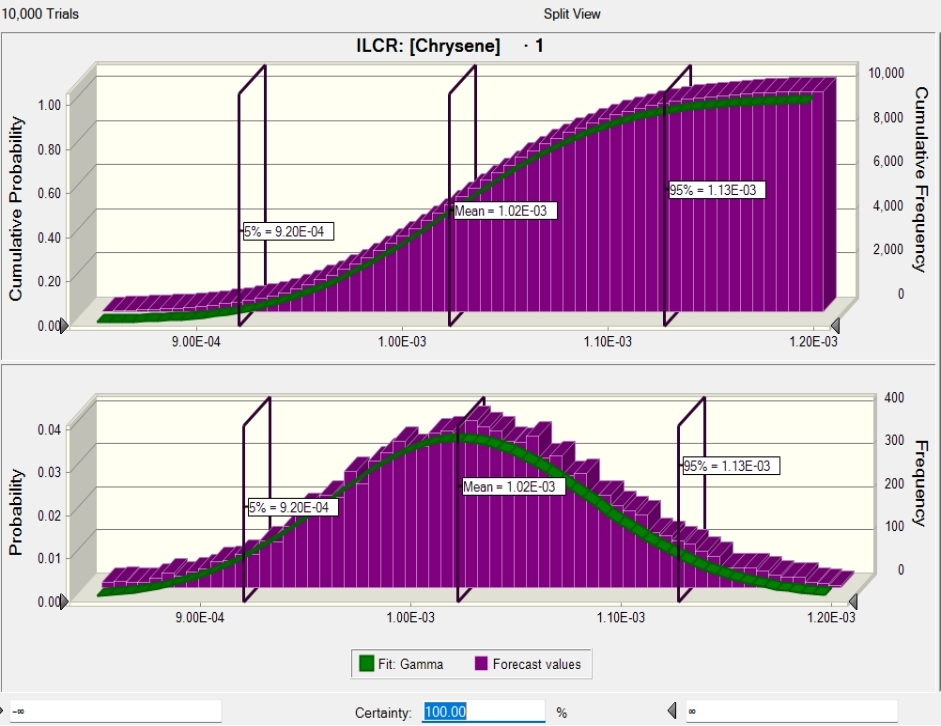 10,000 Trials
Split View
ILCR: [Chrysene] · 1
Cumulative Probability
1.00
0.80
0.60
0.40
0.20
0.00
10,000
8,000
6,000
4,000
2,000
0
Cumulative Frequency
5% = 9.20E-04
Mean = 1.02E-03
95% = 1.13E-03
9.00E-04
1.00E-03
1.10E-03
1.20E-03
Probability
0.04
0.03
0.02
0.01
0.00
400
300
200
100
0
Frequency
5% = 9.20E-04
Mean = 1.02E-03
95% = 1.13E-03
9.00E-04
1.00E-03
1.10E-03
1.20E-03
Fit: Gamma
Forecast values
-∞
Certainty: 100.00 %
∞